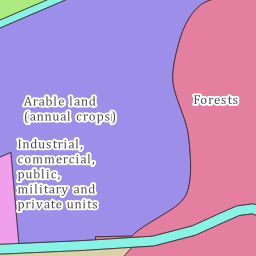 Arable land
(annual crops)
Forests
Industrial,
commercial,
public,
military and
private units